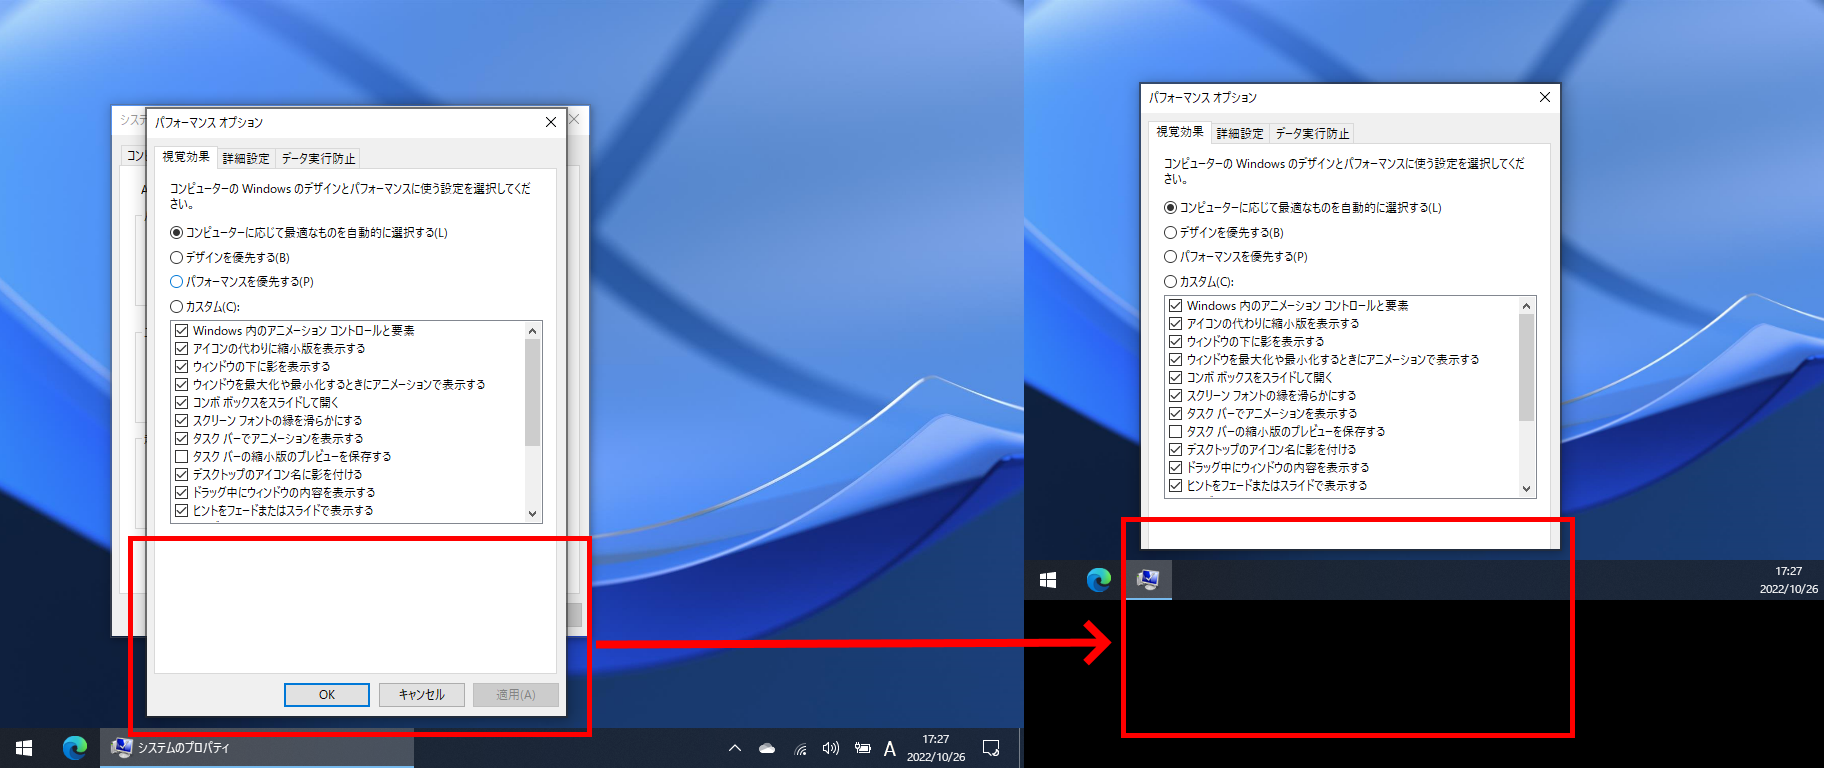 シス
コン
A
パフォーマンス オプション
視覚効果 詳細設定 データ実行防止
コンピューターの Windows のデザインとパフォーマンスに使う設定を選択してくだ
さい。
コンピューターに応じて最適なものを自動的に選択する(L)
デザインを優先する(B)
パフォーマンスを優先する(P)
カスタム(C):
Windows 内のアニメーション コントロールと要素
アイコンの代わりに縮小版を表示する
ウィンドウの下に影を表示する
ウィンドウを最大化や最小化するときにアニメーションで表示する
コンボ ボックスをスライドして開く
スクリーン フォントの縁を滑らかにする
タスク バーでアニメーションを表示する
タスク バーの縮小版のプレビューを保存する
デスクトップのアイコン名に影を付ける
ドラッグ中にウィンドウの内容を表示する
ヒントをフェードまたはスライドで表示する
OK キャンセル 適用(A)
システムのプロパティ
A
17:27
2022/10/26
パフォーマンス オプション
視覚効果 詳細設定 データ実行防止
コンピューターの Windows のデザインとパフォーマンスに使う設定を選択してくだ
さい。
コンピューターに応じて最適なものを自動的に選択する(L)
デザインを優先する(B)
パフォーマンスを優先する(P)
カスタム(C):
Windows 内のアニメーション コントロールと要素
アイコンの代わりに縮小版を表示する
ウィンドウの下に影を表示する
ウィンドウを最大化や最小化するときにアニメーションで表示する
コンボ ボックスをスライドして開く
スクリーン フォントの縁を滑らかにする
タスク バーでアニメーションを表示する
タスク バーの縮小版のプレビューを保存する
デスクトップのアイコン名に影を付ける
ドラッグ中にウィンドウの内容を表示する
ヒントをフェードまたはスライドで表示する
17:27
2022/10/26